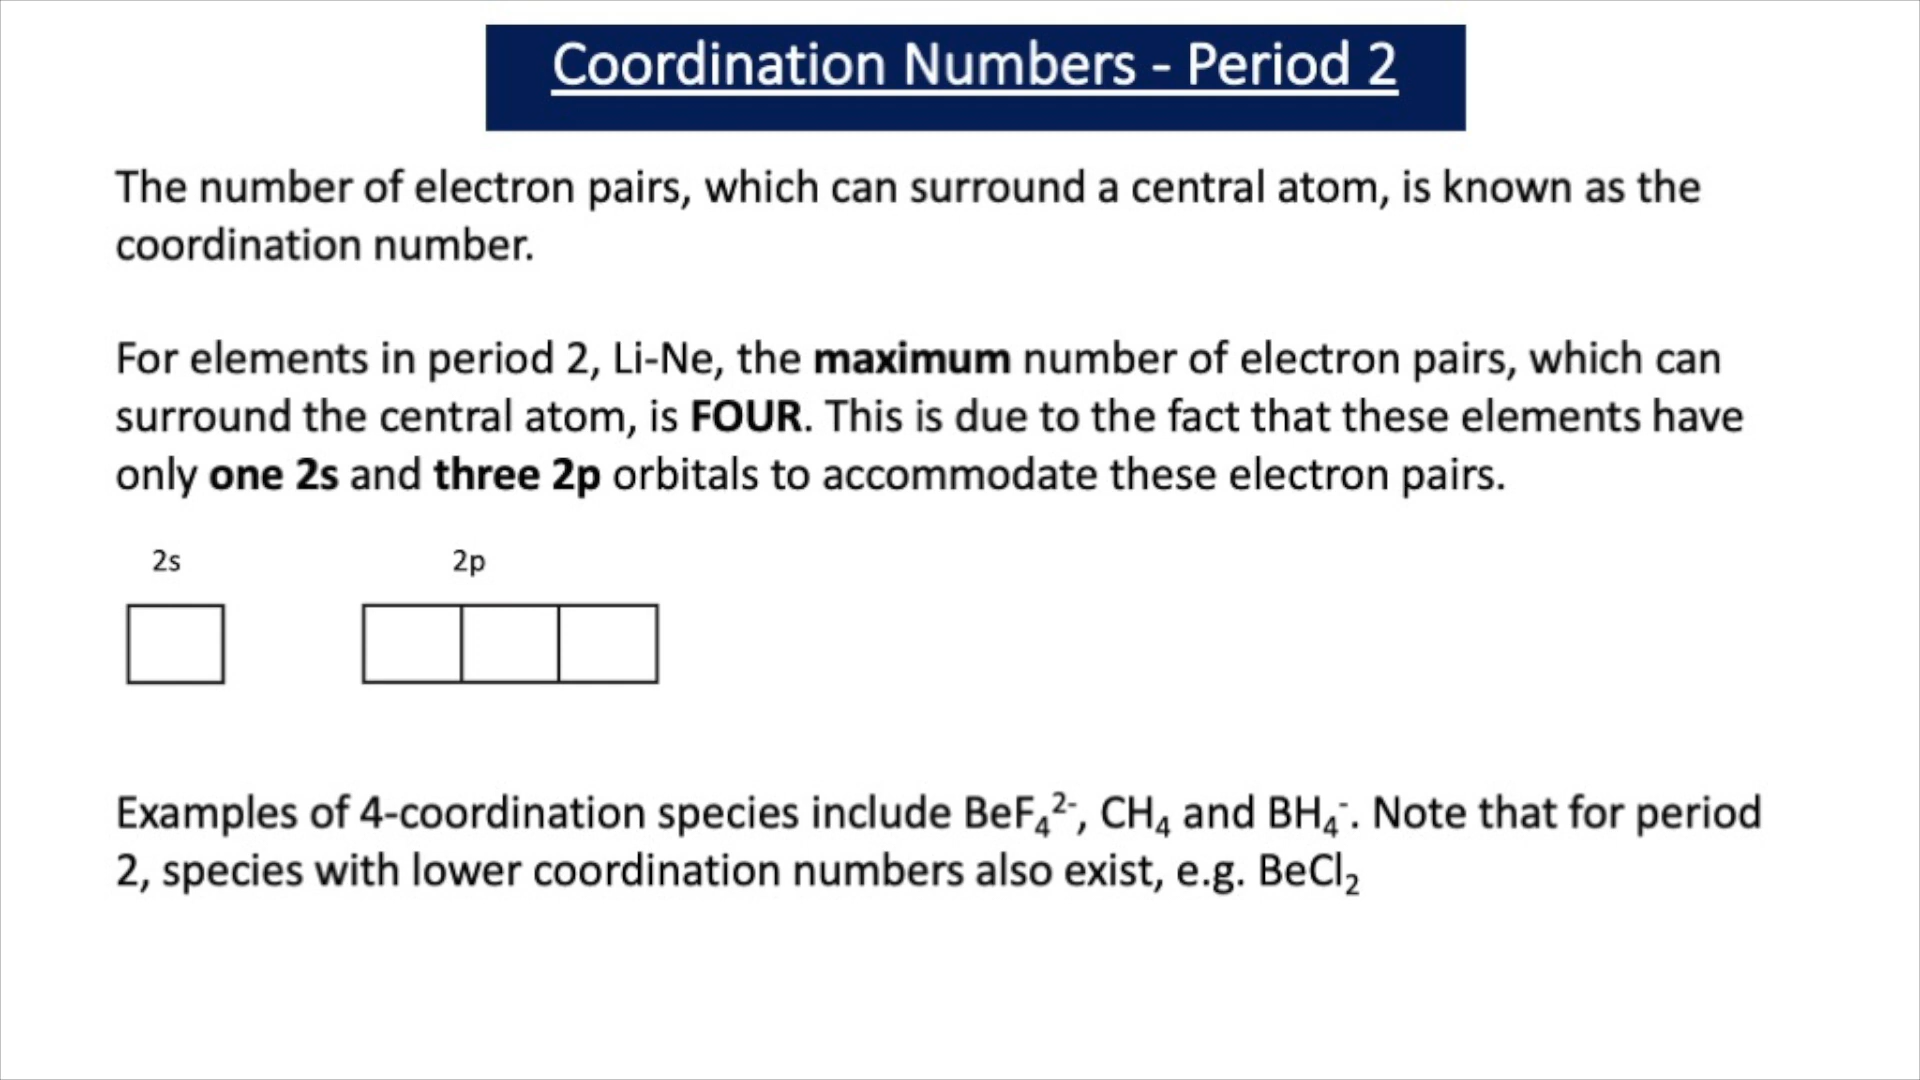 Coordination Numbers - Period 2
The number of electron pairs, which can surround a central atom, is known as the
coordination number.
For elements in period 2, Li-Ne, the maximum number of electron pairs, which can
surround the central atom, is FOUR. This is due to the fact that these elements have
only one 2s and three 2p orbitals to accommodate these electron pairs.
2s 2p
Examples of 4-coordination species include BeF₄²⁻, CH₄ and BH₄⁻. Note that for period
2, species with lower coordination numbers also exist, e.g. BeCl₂